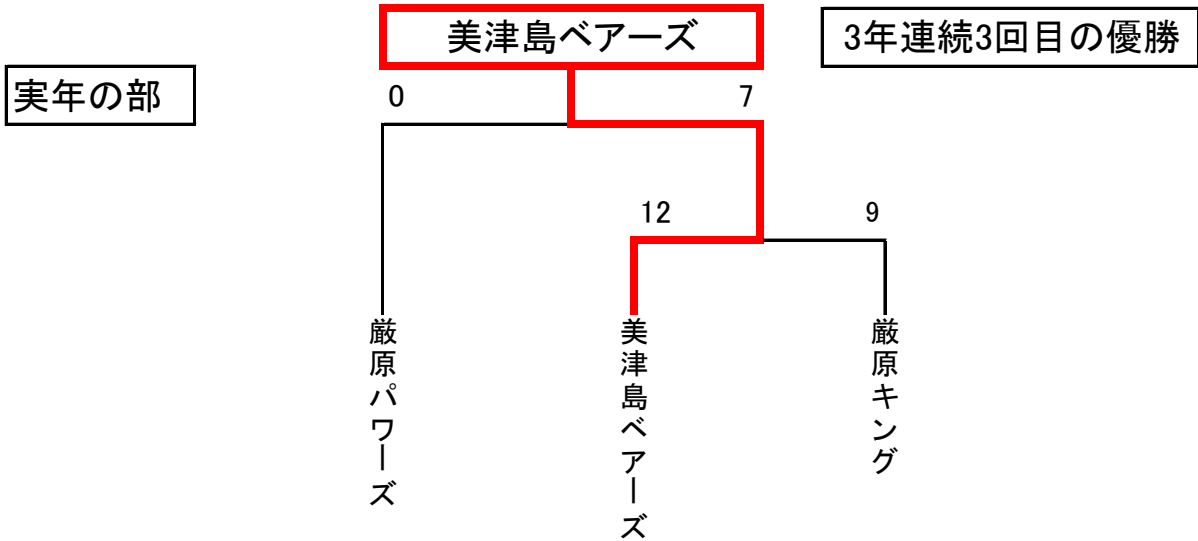 美津島ベアーズ
3年連続3回目の優勝
実年の部
0
7
12
9
厳原パワーズ
美津島ベアーズ
厳原キング